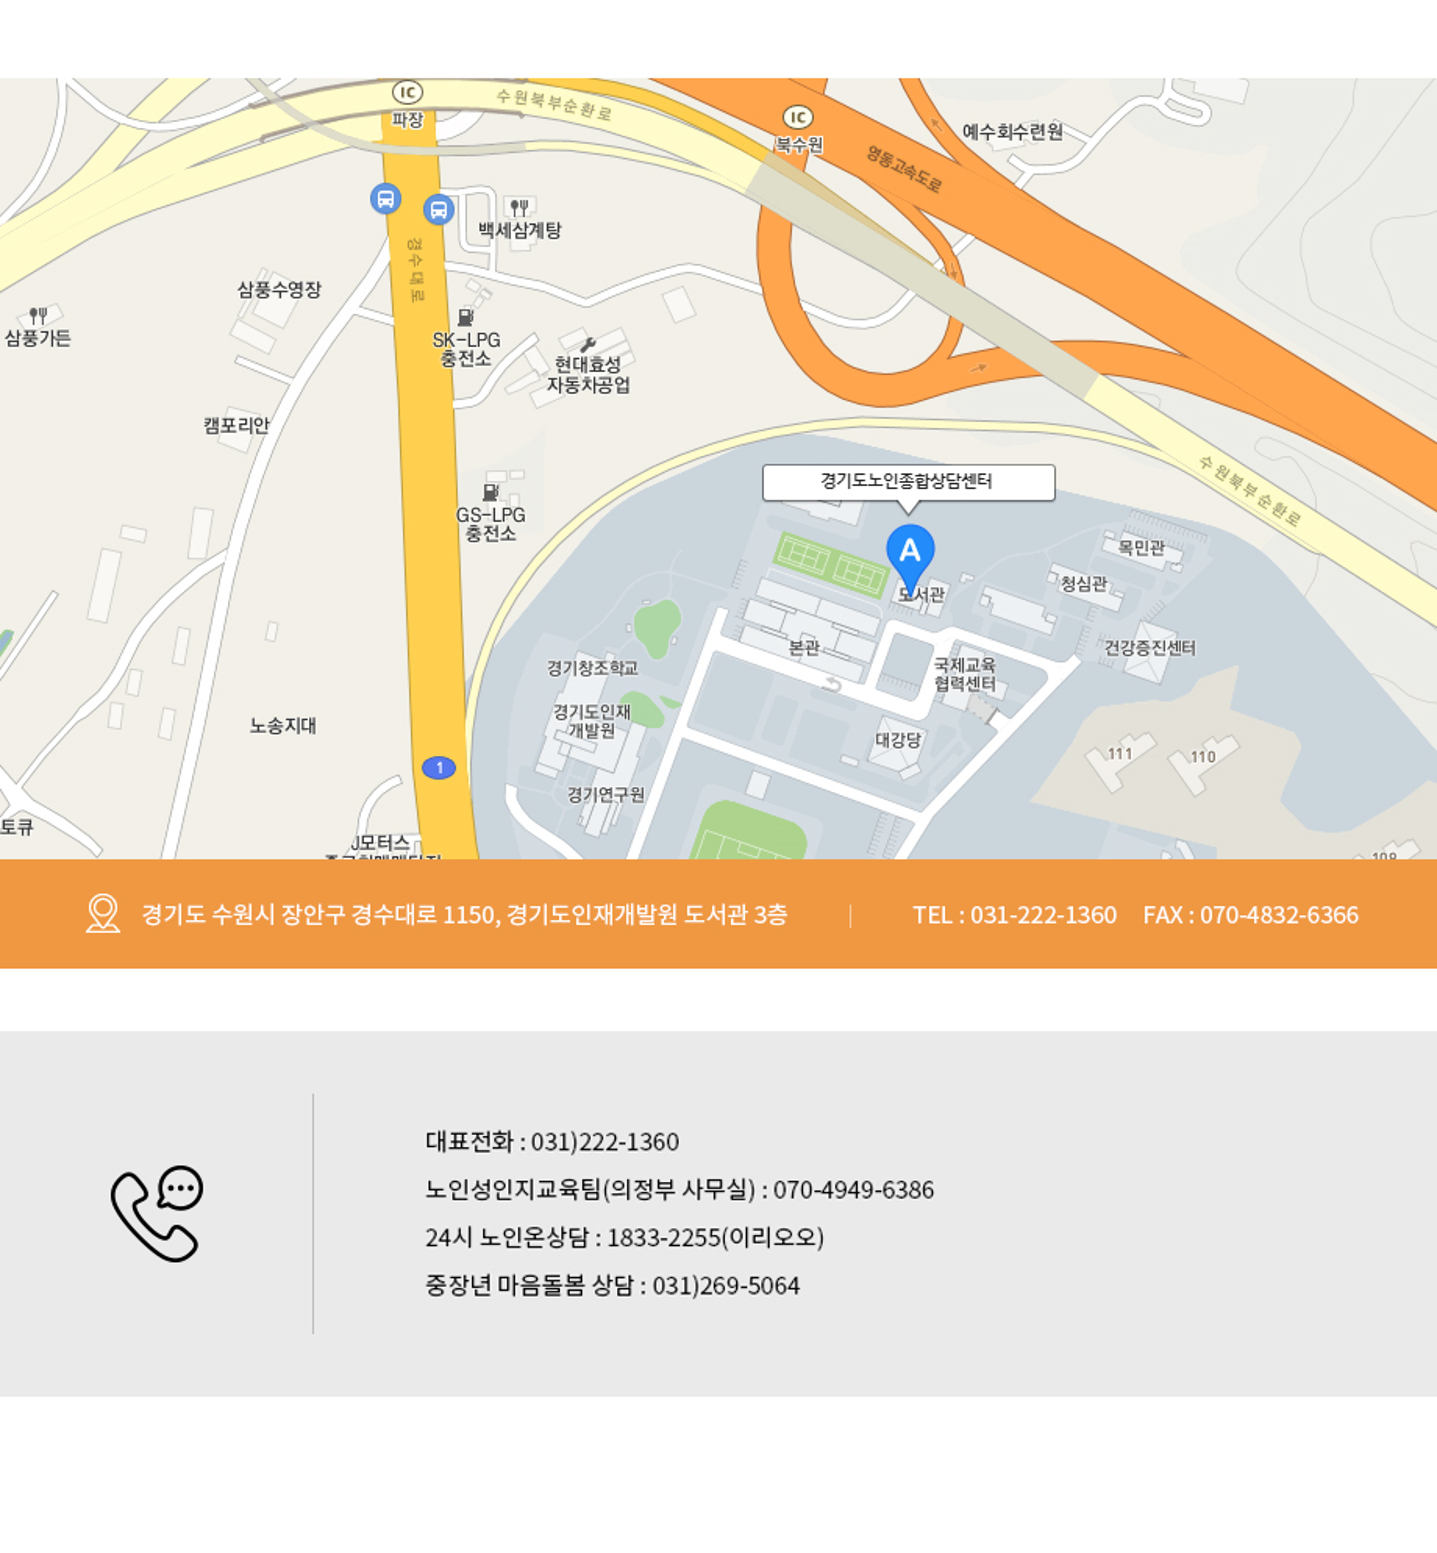 IC
파장
수원북부순환로
IC
북수원
영동고속도로
예수회수련원
백세삼계탕
경수대로
삼풍수영장
삼풍가든
SK-LPG
충전소
현대효성
자동차공업
캠포리안
GS-LPG
충전소
수원북부순환로
경기도노인종합상담센터
A
도서관
목민관
청심관
건강증진센터
본관
국제교육
협력센터
경기창조학교
경기도인재
개발원
대강당
노송지대
1
111
110
경기연구원
토큐
J모터스
108
경기도 수원시 장안구 경수대로 1150, 경기도인재개발원 도서관 3층
TEL : 031-222-1360 FAX : 070-4832-6366
대표전화 : 031)222-1360
노인성인지교육팀(의정부 사무실) : 070-4949-6386
24시 노인온상담 : 1833-2255(이리오오)
중장년 마음돌봄 상담 : 031)269-5064